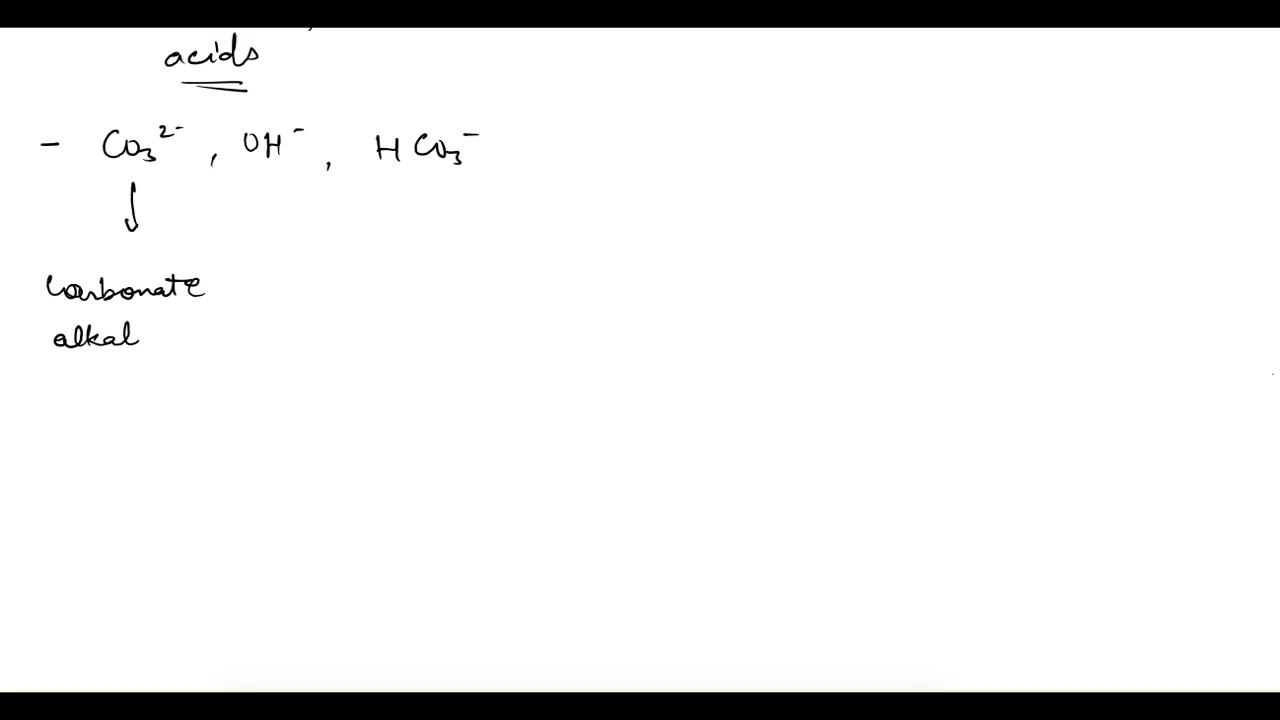 acids
- CO₃²⁻, OH⁻, HCO₃⁻
↓
carbonate
alkal